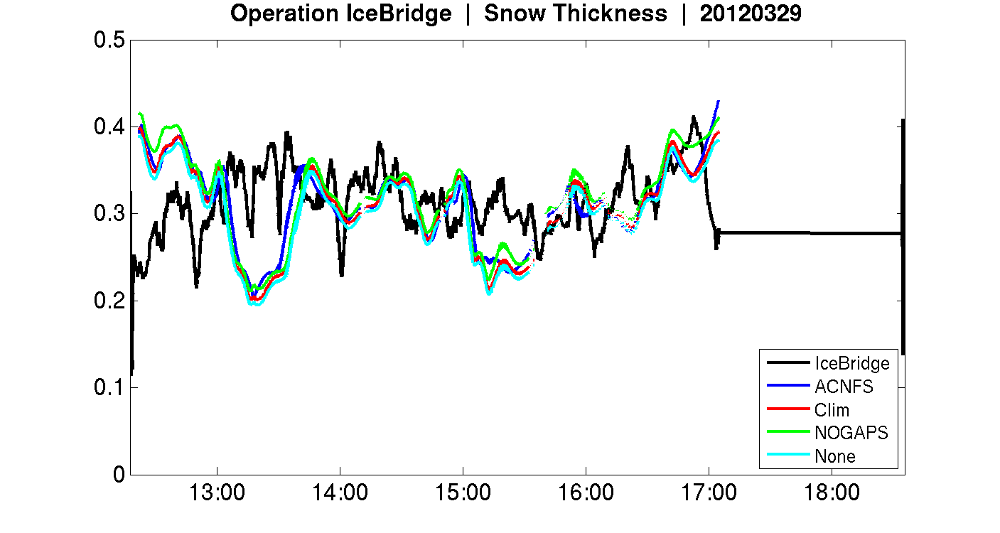 Operation IceBridge | Snow Thickness | 20120329
0.5
0.4
0.3
0.2
0.1
0
13:00 14:00 15:00 16:00 17:00 18:00
IceBridge
ACNFS
Clim
NOGAPS
None